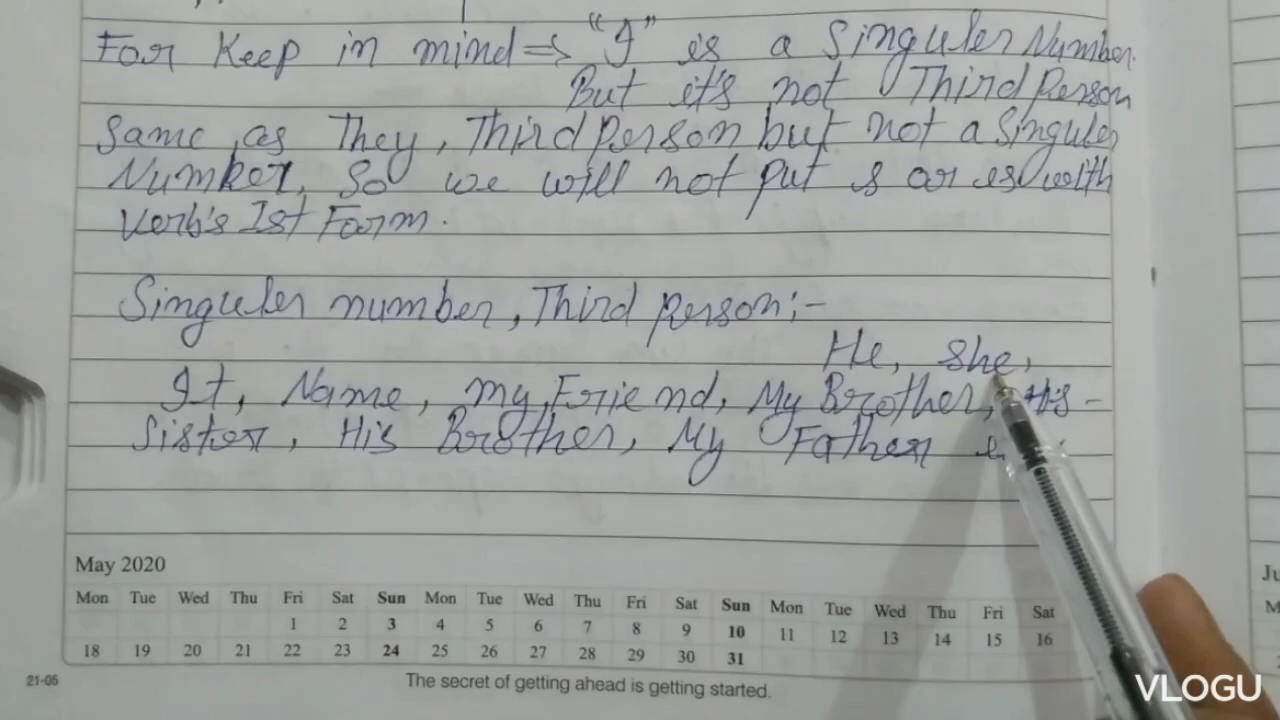 For Keep in mind => "I" is a Singuler Number.
But it's not Third Person
Same as They, Third Person but not a Singuler
Number, So we will not put s or es with
Verb's Ist Form.
Singuler number, Third person:-
He, she,
It, Name, my Friend, My Brother, His-
Sister, His Brother, My Father
May 2020
Mon Tue Wed Thu Fri Sat Sun Mon Tue Wed Thu Fri Sat Sun Mon Tue Wed Thu Fri Sat
1 2 3 4 5 6 7 8 9 10 11 12 13 14 15 16
18 19 20 21 22 23 24 25 26 27 28 29 30 31
21-05
The secret of getting ahead is getting started.
Ju
M
VLOGU